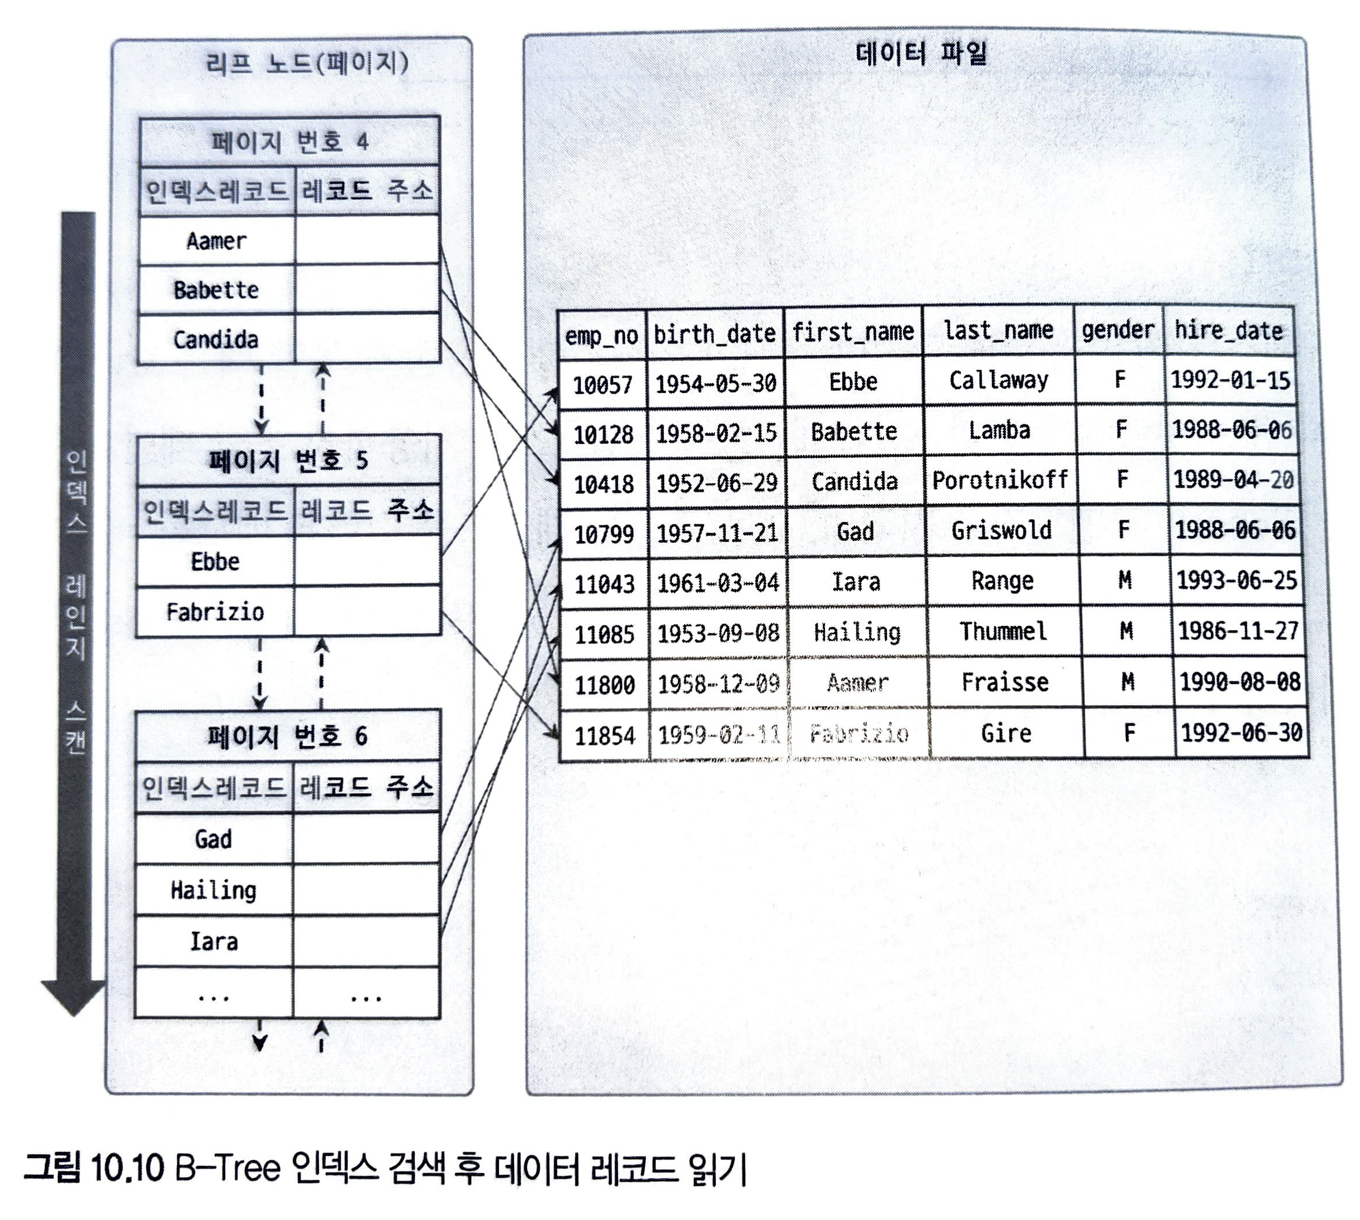 리프 노드(페이지)
페이지 번호 4
인덱스레코드 레코드 주소
Aamer
Babette
Candida
페이지 번호 5
인덱스레코드 레코드 주소
Ebbe
Fabrizio
페이지 번호 6
인덱스레코드 레코드 주소
Gad
Hailing
Iara
... ...
인덱스 레인지 스캔
데이터 파일
emp_no birth_date first_name last_name gender hire_date
10057 1954-05-30 Ebbe Callaway F 1992-01-15
10128 1958-02-15 Babette Lamba F 1988-06-06
10418 1952-06-29 Candida Porotnikoff F 1989-04-20
10799 1957-11-21 Gad Griswold F 1988-06-06
11043 1961-03-04 Iara Range M 1993-06-25
11085 1953-09-08 Hailing Thummel M 1986-11-27
11800 1958-12-09 Aamer Fraisse M 1990-08-08
11854 1959-02-11 Fabrizio Gire F 1992-06-30
그림 10.10 B-Tree 인덱스 검색 후 데이터 레코드 읽기